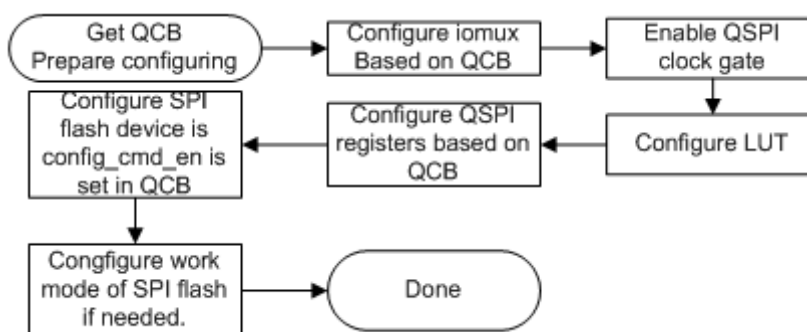 Get QCB
Prepare configuring
Configure iomux
Based on QCB
Enable QSPI
clock gate
Configure LUT
Configure QSPI
registers based on
QCB
Configure SPI
flash device is
config_cmd_en is
set in QCB
Congfigure work
mode of SPI flash
if needed.
Done